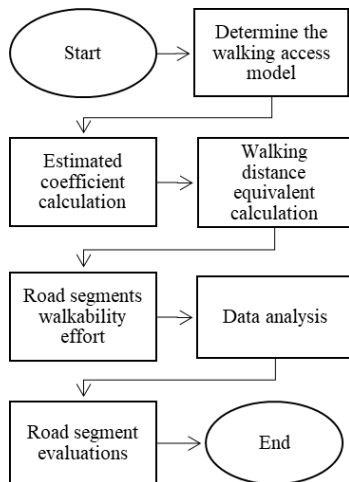 Start
Determine the
walking access
model
Estimated
coefficient
calculation
Walking
distance
equivalent
calculation
Road segments
walkability
effort
Data analysis
Road segment
evaluations
End